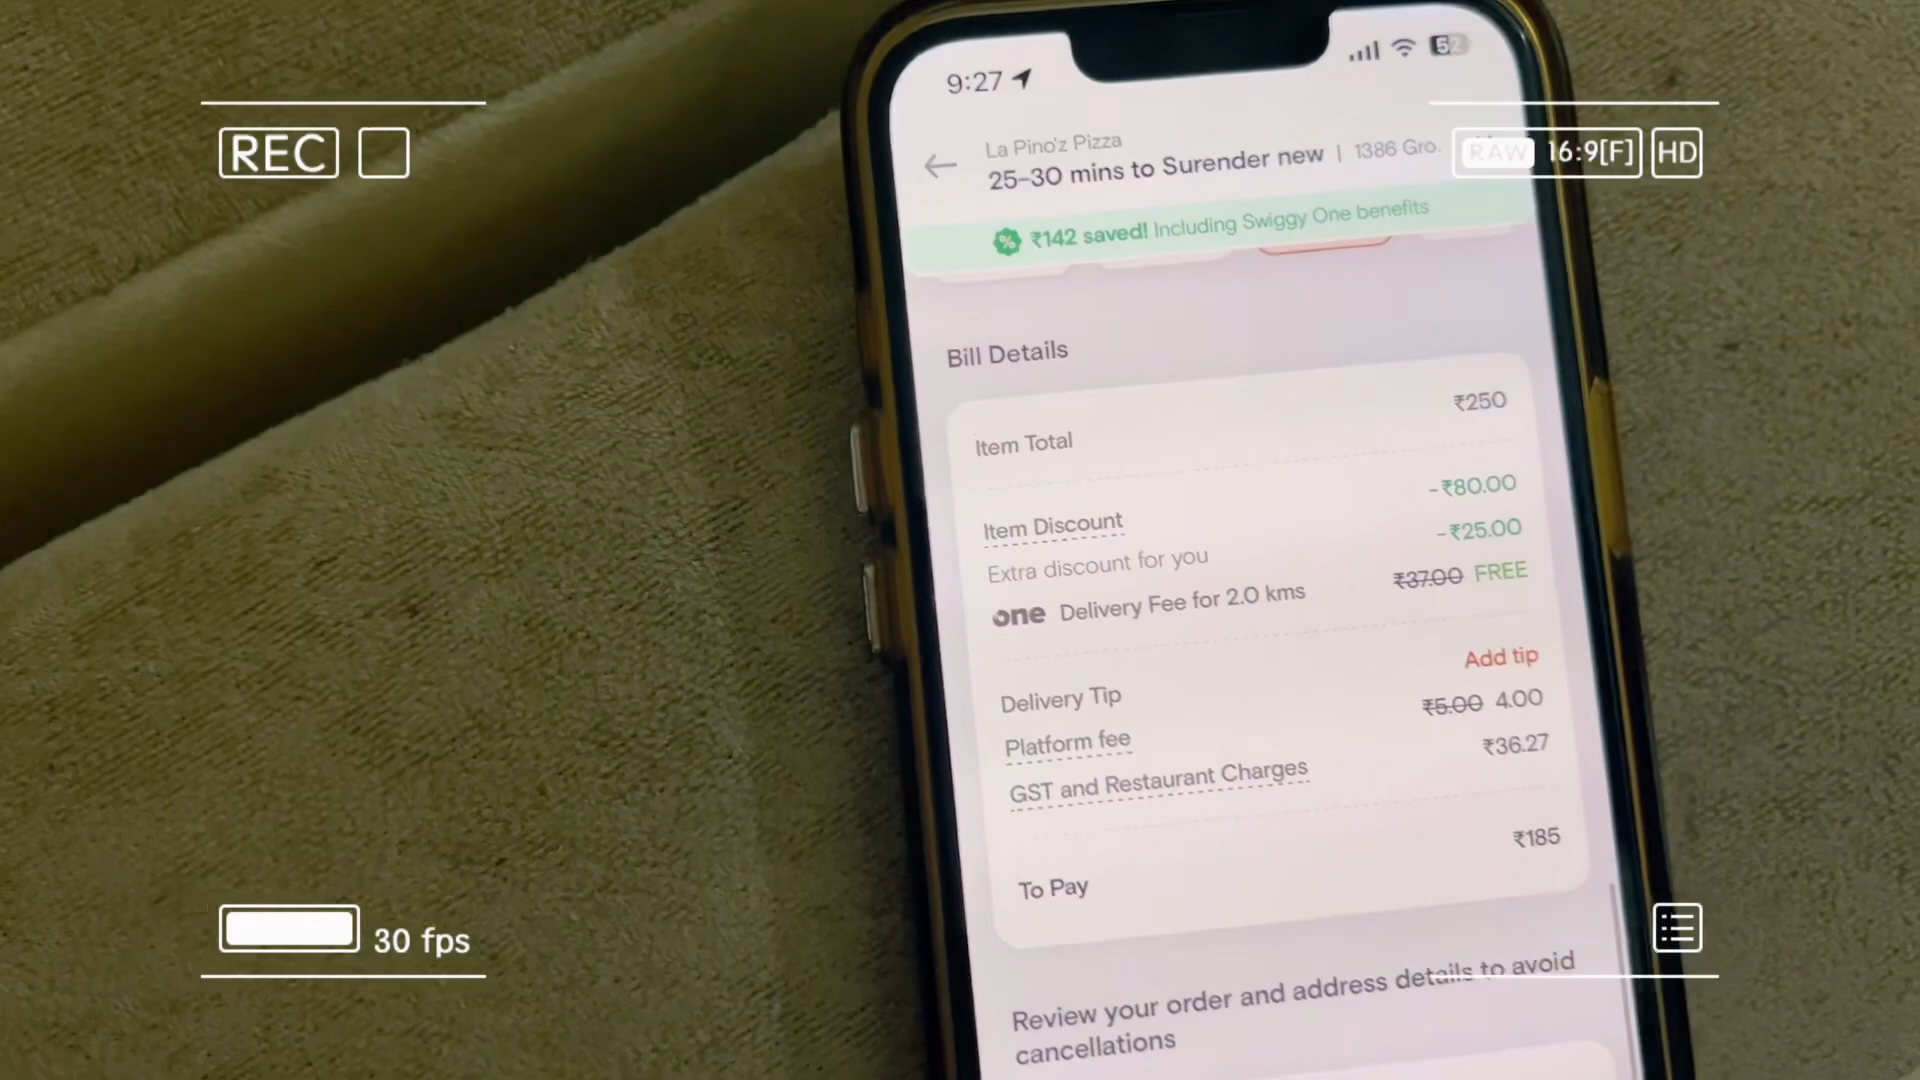 REC
RAW 16:9[F] HD
9:27 52
La Pino'z Pizza
25-30 mins to Surender new | 1386 Gro.
₹142 saved! Including Swiggy One benefits
Bill Details
Item Total ₹250
Item Discount -₹80.00
Extra discount for you -₹25.00
one Delivery Fee for 2.0 kms ₹37.00 FREE
Delivery Tip Add tip
Platform fee ₹5.00 4.00
GST and Restaurant Charges ₹36.27
To Pay ₹185
Review your order and address details to avoid
cancellations
30 fps